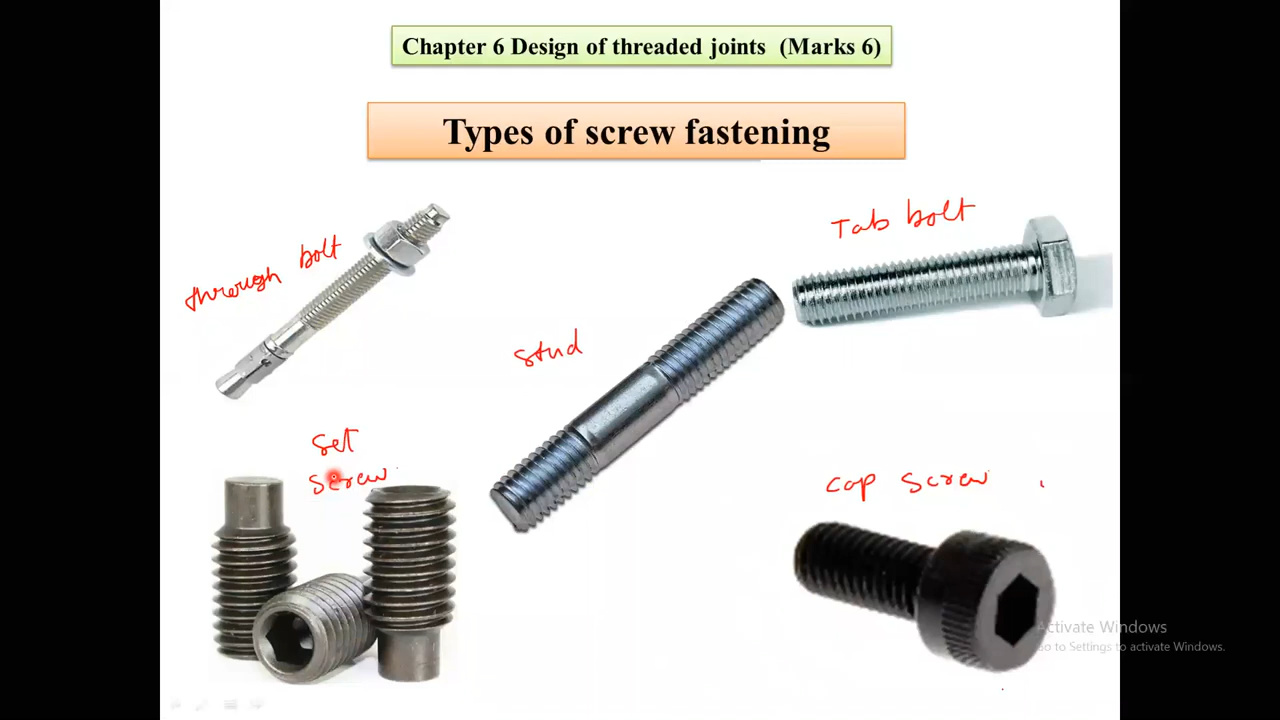 Chapter 6 Design of threaded joints (Marks 6)
Types of screw fastening
through bolt
Tab bolt
stud
set
screw
cap screw
Activate Windows
Go to Settings to activate Windows.